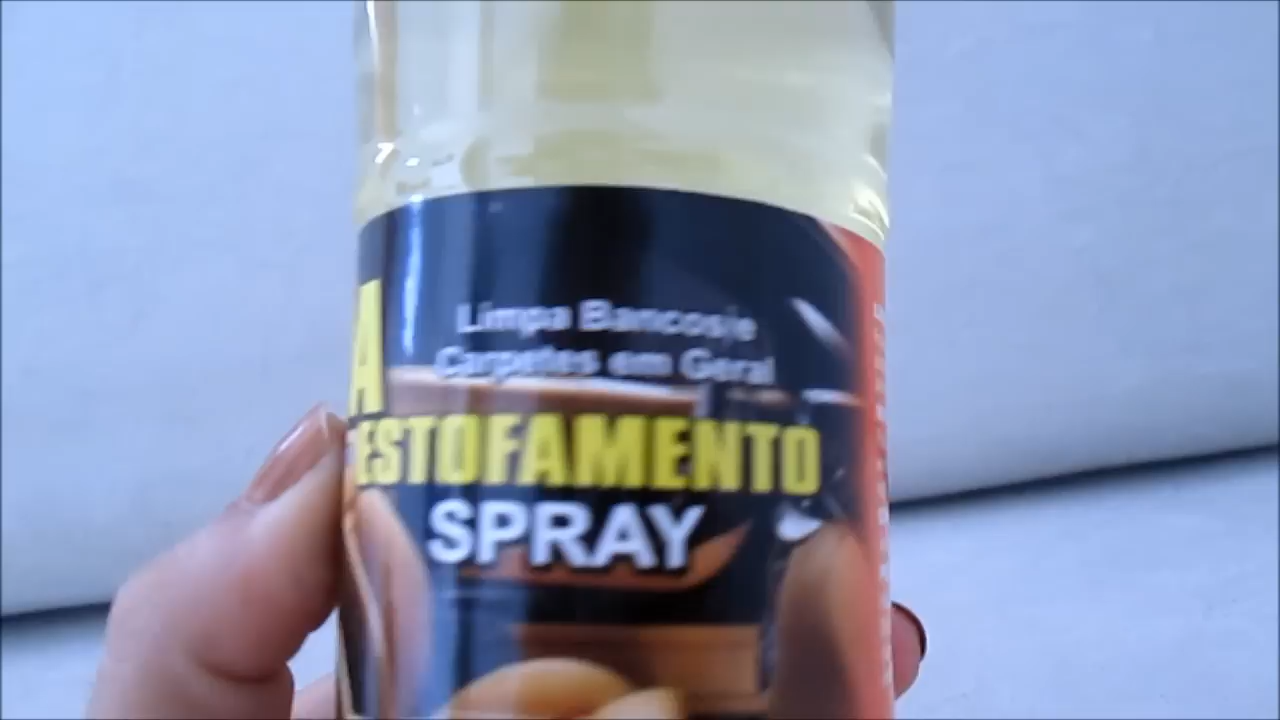 Limpa Bancos e
Carpetes em Geral
A
ESTOFAMENTO
SPRAY